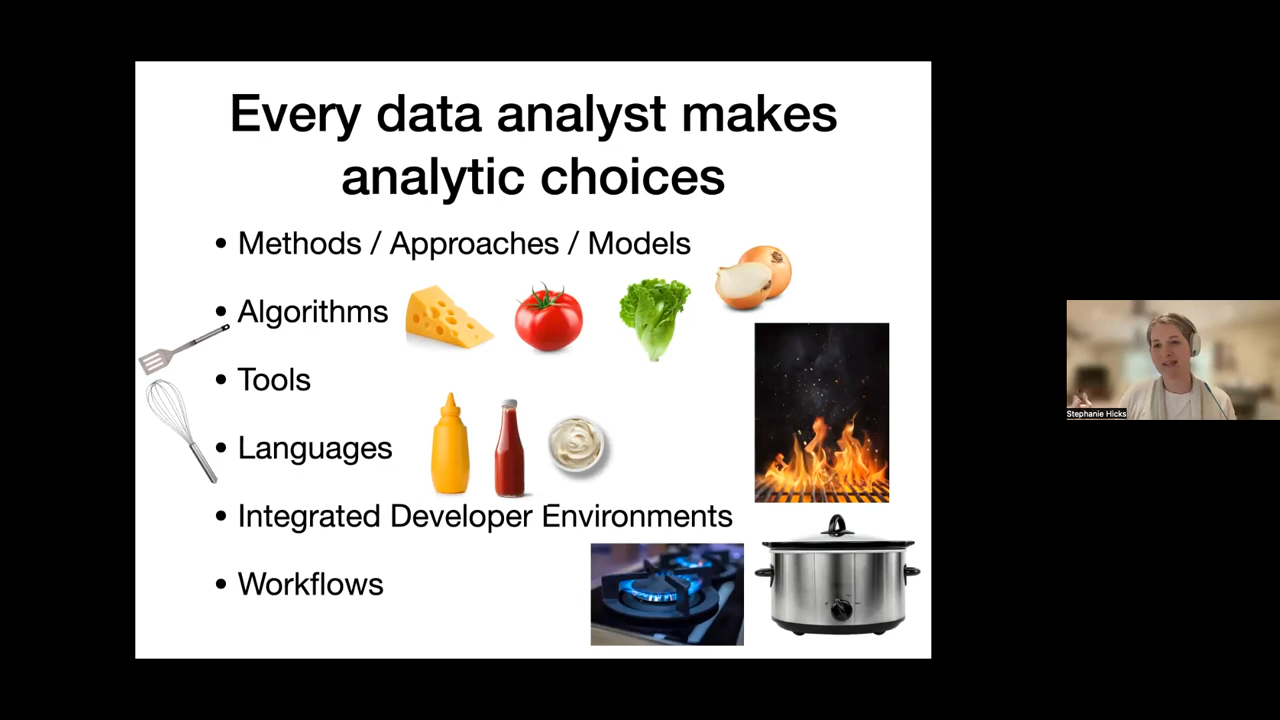 Every data analyst makes
analytic choices
• Methods / Approaches / Models
• Algorithms
• Tools
• Languages
• Integrated Developer Environments
• Workflows
Stephanie Hicks